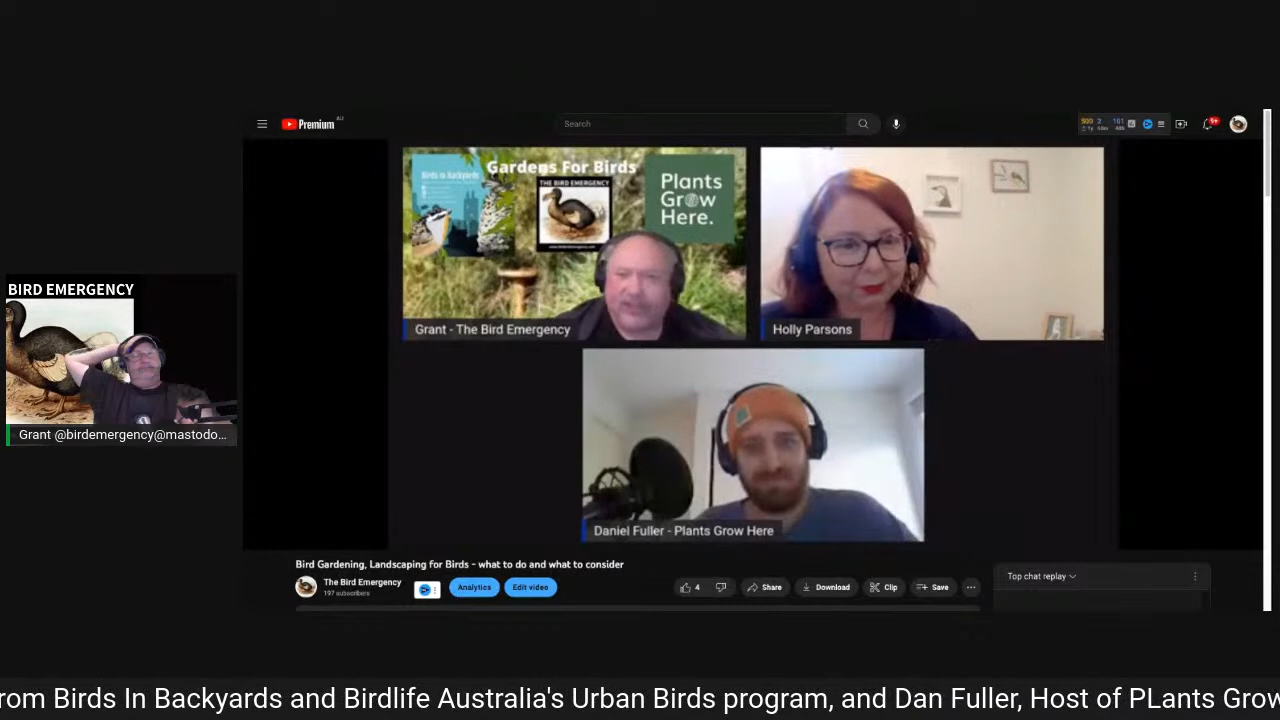 Premium
AU
Search
9+
Gardens For Birds
Birds in Backyards
THE BIRD EMERGENCY
Plants
Grow
Here.
Grant - The Bird Emergency
Holly Parsons
BIRD EMERGENCY
Grant @birdemergency@mastodo...
Daniel Fuller - Plants Grow Here
Bird Gardening, Landscaping for Birds - what to do and what to consider
The Bird Emergency
197 subscribers
Analytics
Edit video
4
Share
Download
Clip
Save
Top chat replay
rom Birds In Backyards and Birdlife Australia's Urban Birds program, and Dan Fuller, Host of PLants Grow